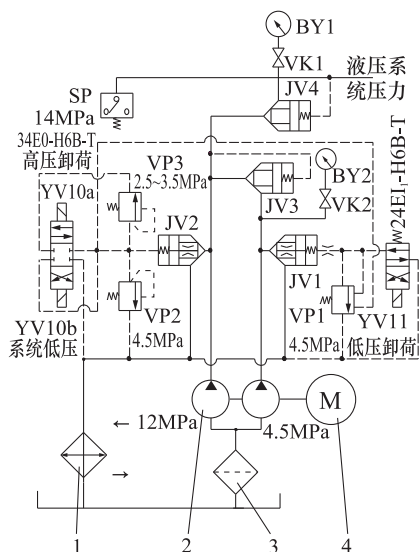 BY1
VK1
液压系
统压力
SP
JV4
14MPa
34E0-H6B-T
高压卸荷
VP3
2.5~3.5MPa
BY2
YV10a
JV3
VK2
JV2
24EI₁-H6B-T
JV1
YV10b
VP2
VP1
YV11
系统低压
4.5MPa
4.5MPa
低压卸荷
← 12MPa
4.5MPa
M
→
1
2
3
4